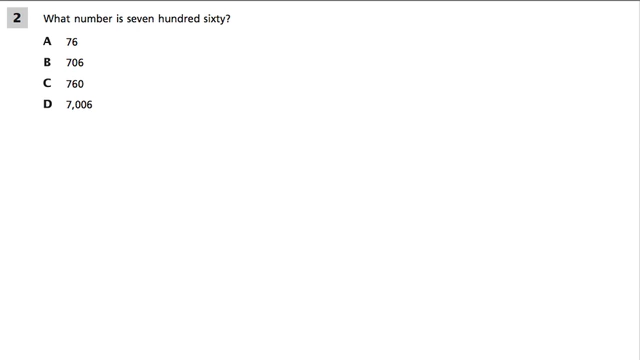 2 What number is seven hundred sixty?
A 76
B 706
C 760
D 7,006